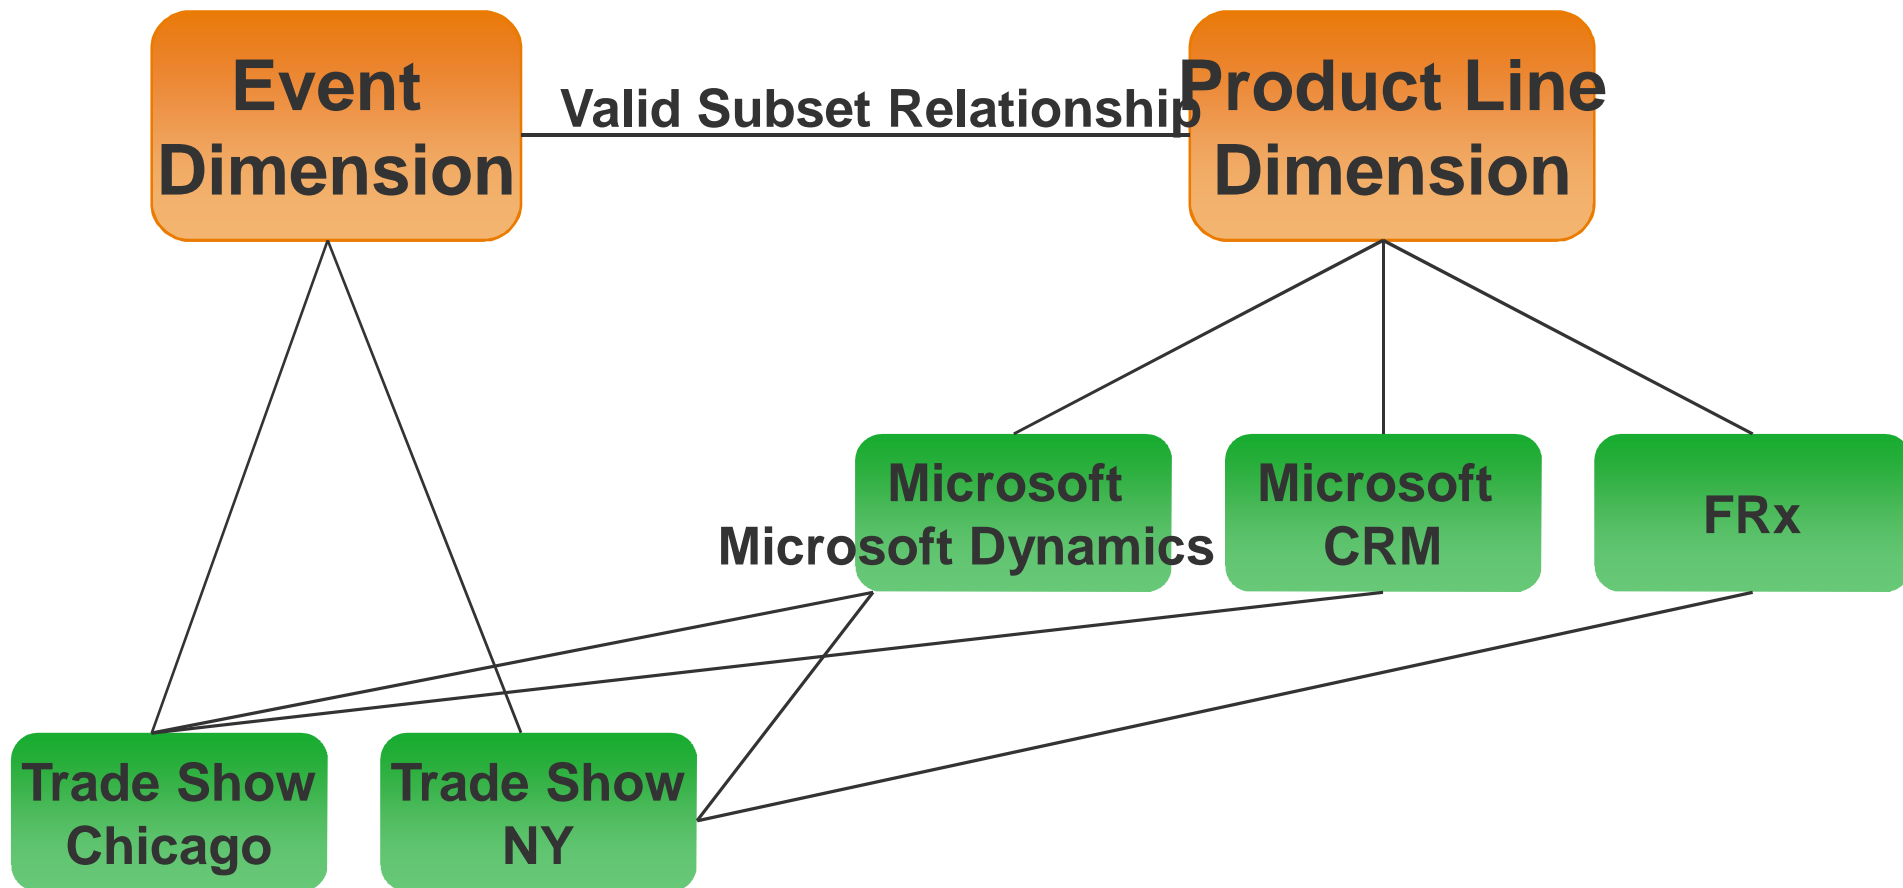 Event
Dimension
Valid Subset Relationship
Product Line
Dimension
Microsoft
Microsoft Dynamics
Microsoft
CRM
FRx
Trade Show
Chicago
Trade Show
NY